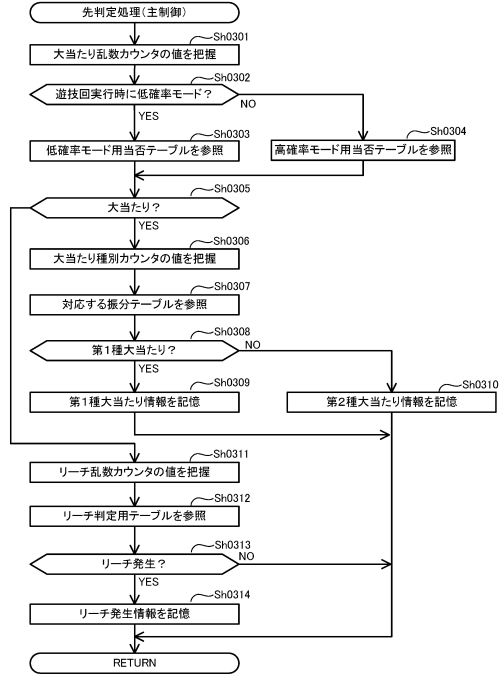 先判定処理（主制御）
Sh0301
大当たり乱数カウンタの値を把握
Sh0302
遊技回実行時に低確率モード？
NO
YES
Sh0303
低確率モード用当否テーブルを参照
Sh0304
高確率モード用当否テーブルを参照
Sh0305
大当たり？
YES
Sh0306
大当たり種別カウンタの値を把握
Sh0307
対応する振分テーブルを参照
Sh0308
第１種大当たり？
NO
YES
Sh0309
第１種大当たり情報を記憶
Sh0310
第２種大当たり情報を記憶
Sh0311
リーチ乱数カウンタの値を把握
Sh0312
リーチ判定用テーブルを参照
Sh0313
リーチ発生？
NO
YES
Sh0314
リーチ発生情報を記憶
RETURN